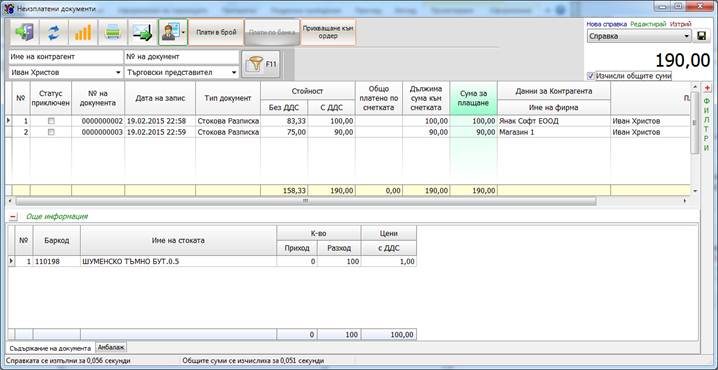 Неизплатени документи
Плати в брой
Плати по банка
Прихващане към ордер
Нова справка Редактирай Изтрий
Справка
190,00
Изчисли общите суми
Име на контрагент
№ на документ
Иван Христов
Търговски представител
F11
№
Статус приключен
№ на документа
Дата на запис
Тип документ
Стойност
Без ДДС
С ДДС
Общо платено по сметката
Дължима сума към сметката
Сума за плащане
Данни за Контрагента
Име на фирма
П
1 0000000002 19.02.2015 22:58 Стокова Разписка 83,33 100,00 100,00 100,00 Янак Софт ЕООД Иван Христов
2 0000000003 19.02.2015 22:59 Стокова Разписка 75,00 90,00 90,00 90,00 Магазин 1 Иван Христов
158,33 190,00 0,00 190,00 190,00
ФИЛТРИ
Още информация
№
Баркод
Име на стоката
К-во
Приход
Разход
Цени
с ДДС
1 110198 ШУМЕНСКО ТЪМНО БУТ.0.5 0 100 1,00
0 100 100,00
Съдържание на документа
Анбалаж
Справката се изпълни за 0,056 секунди
Общите суми се изчислиха за 0,051 секунди